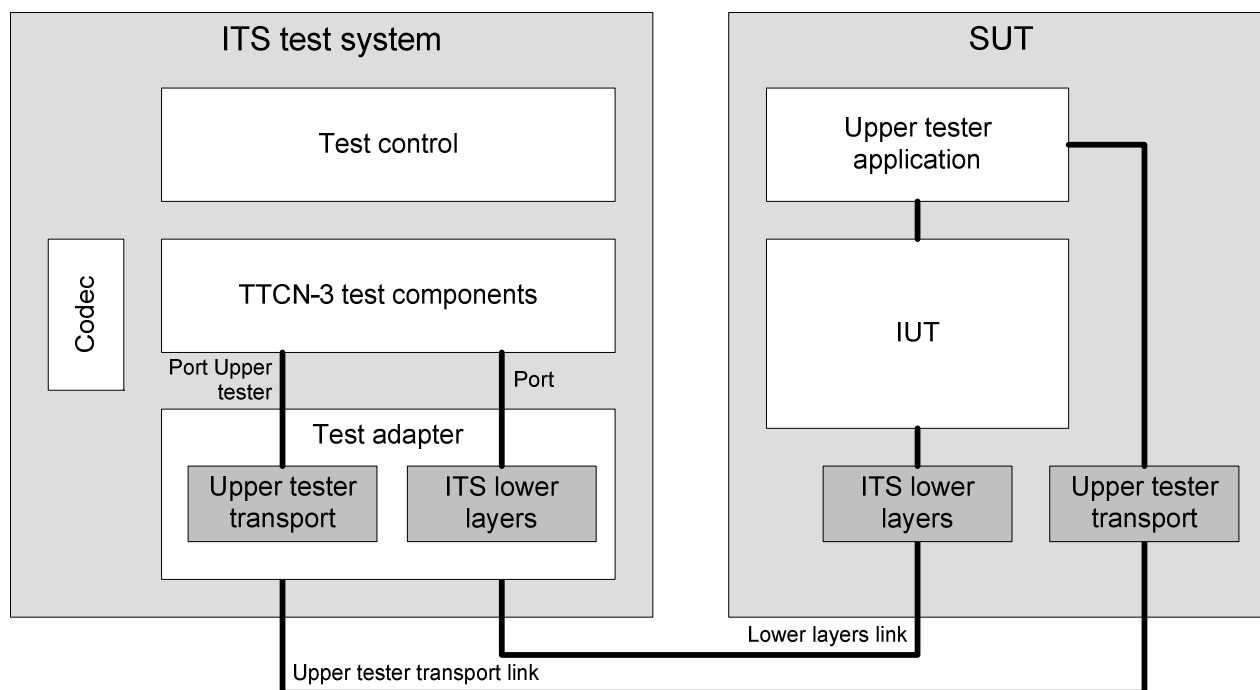 ITS test system
Test control
Codec
TTCN-3 test components
Port Upper
tester
Port
Test adapter
Upper tester
transport
ITS lower
layers
SUT
Upper tester
application
IUT
ITS lower
layers
Upper tester
transport
Lower layers link
Upper tester transport link